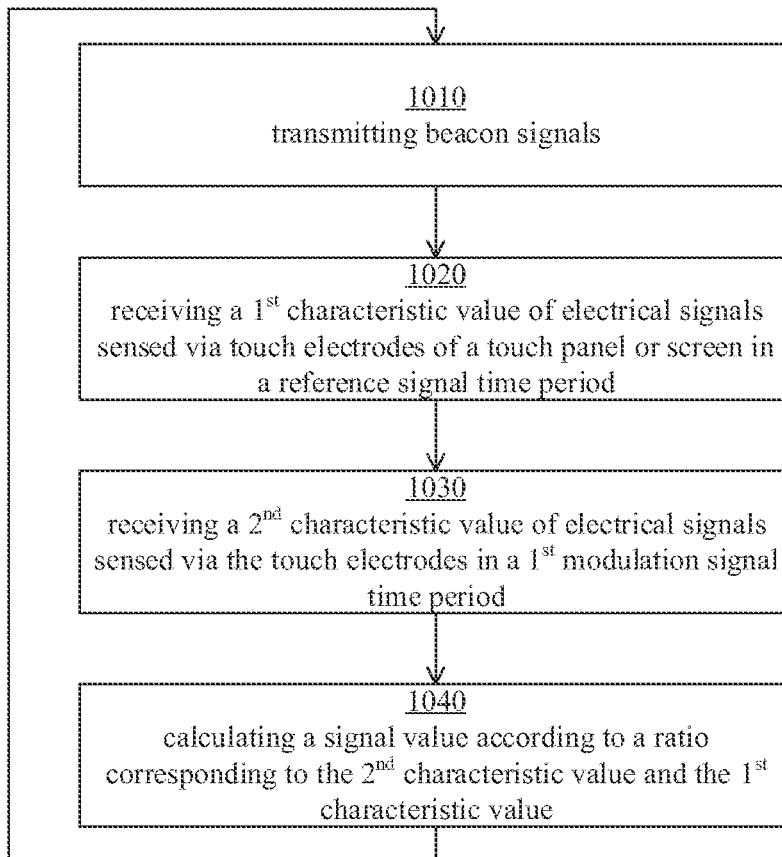 1010
transmitting beacon signals
1020
receiving a 1st characteristic value of electrical signals
sensed via touch electrodes of a touch panel or screen in
a reference signal time period
1030
receiving a 2nd characteristic value of electrical signals
sensed via the touch electrodes in a 1st modulation signal
time period
1040
calculating a signal value according to a ratio
corresponding to the 2nd characteristic value and the 1st
characteristic value